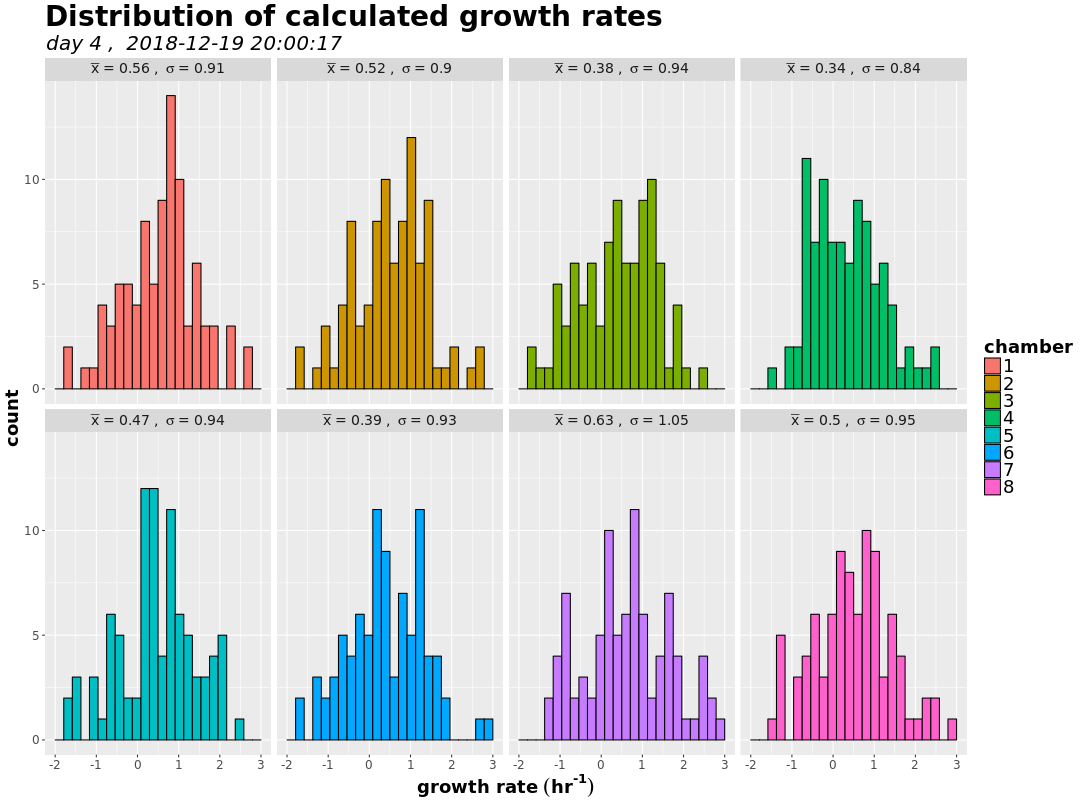 Distribution of calculated growth rates
day 4 ,  2018-12-19 20:00:17
x̅ = 0.56 ,  σ = 0.91
x̅ = 0.52 ,  σ = 0.9
x̅ = 0.38 ,  σ = 0.94
x̅ = 0.34 ,  σ = 0.84
10
5
0
x̅ = 0.47 ,  σ = 0.94
x̅ = 0.39 ,  σ = 0.93
x̅ = 0.63 ,  σ = 1.05
x̅ = 0.5 ,  σ = 0.95
10
5
0
-2 -1 0 1 2 3
-2 -1 0 1 2 3
-2 -1 0 1 2 3
-2 -1 0 1 2 3
growth rate (hr⁻¹)
count
chamber
1
2
3
4
5
6
7
8